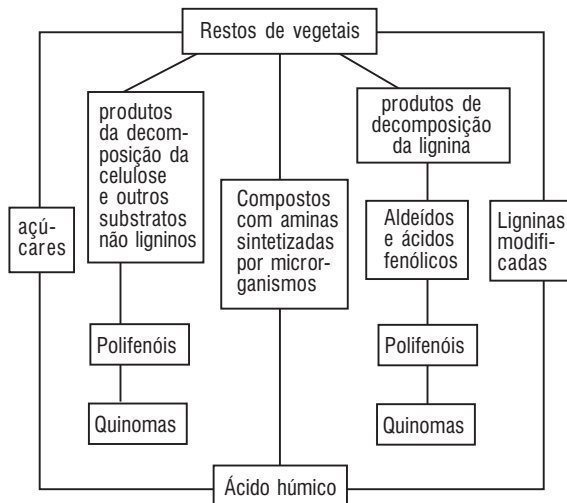 Restos de vegetais
produtos
da decom-
posição da
celulose
e outros
substratos
não ligninos
produtos de
decomposição
da lignina
açú-
cares
Compostos
com aminas
sintetizadas
por micror-
ganismos
Aldeídos
e ácidos
fenólicos
Ligninas
modifi-
cadas
Polifenóis
Polifenóis
Quinomas
Quinomas
Ácido húmico